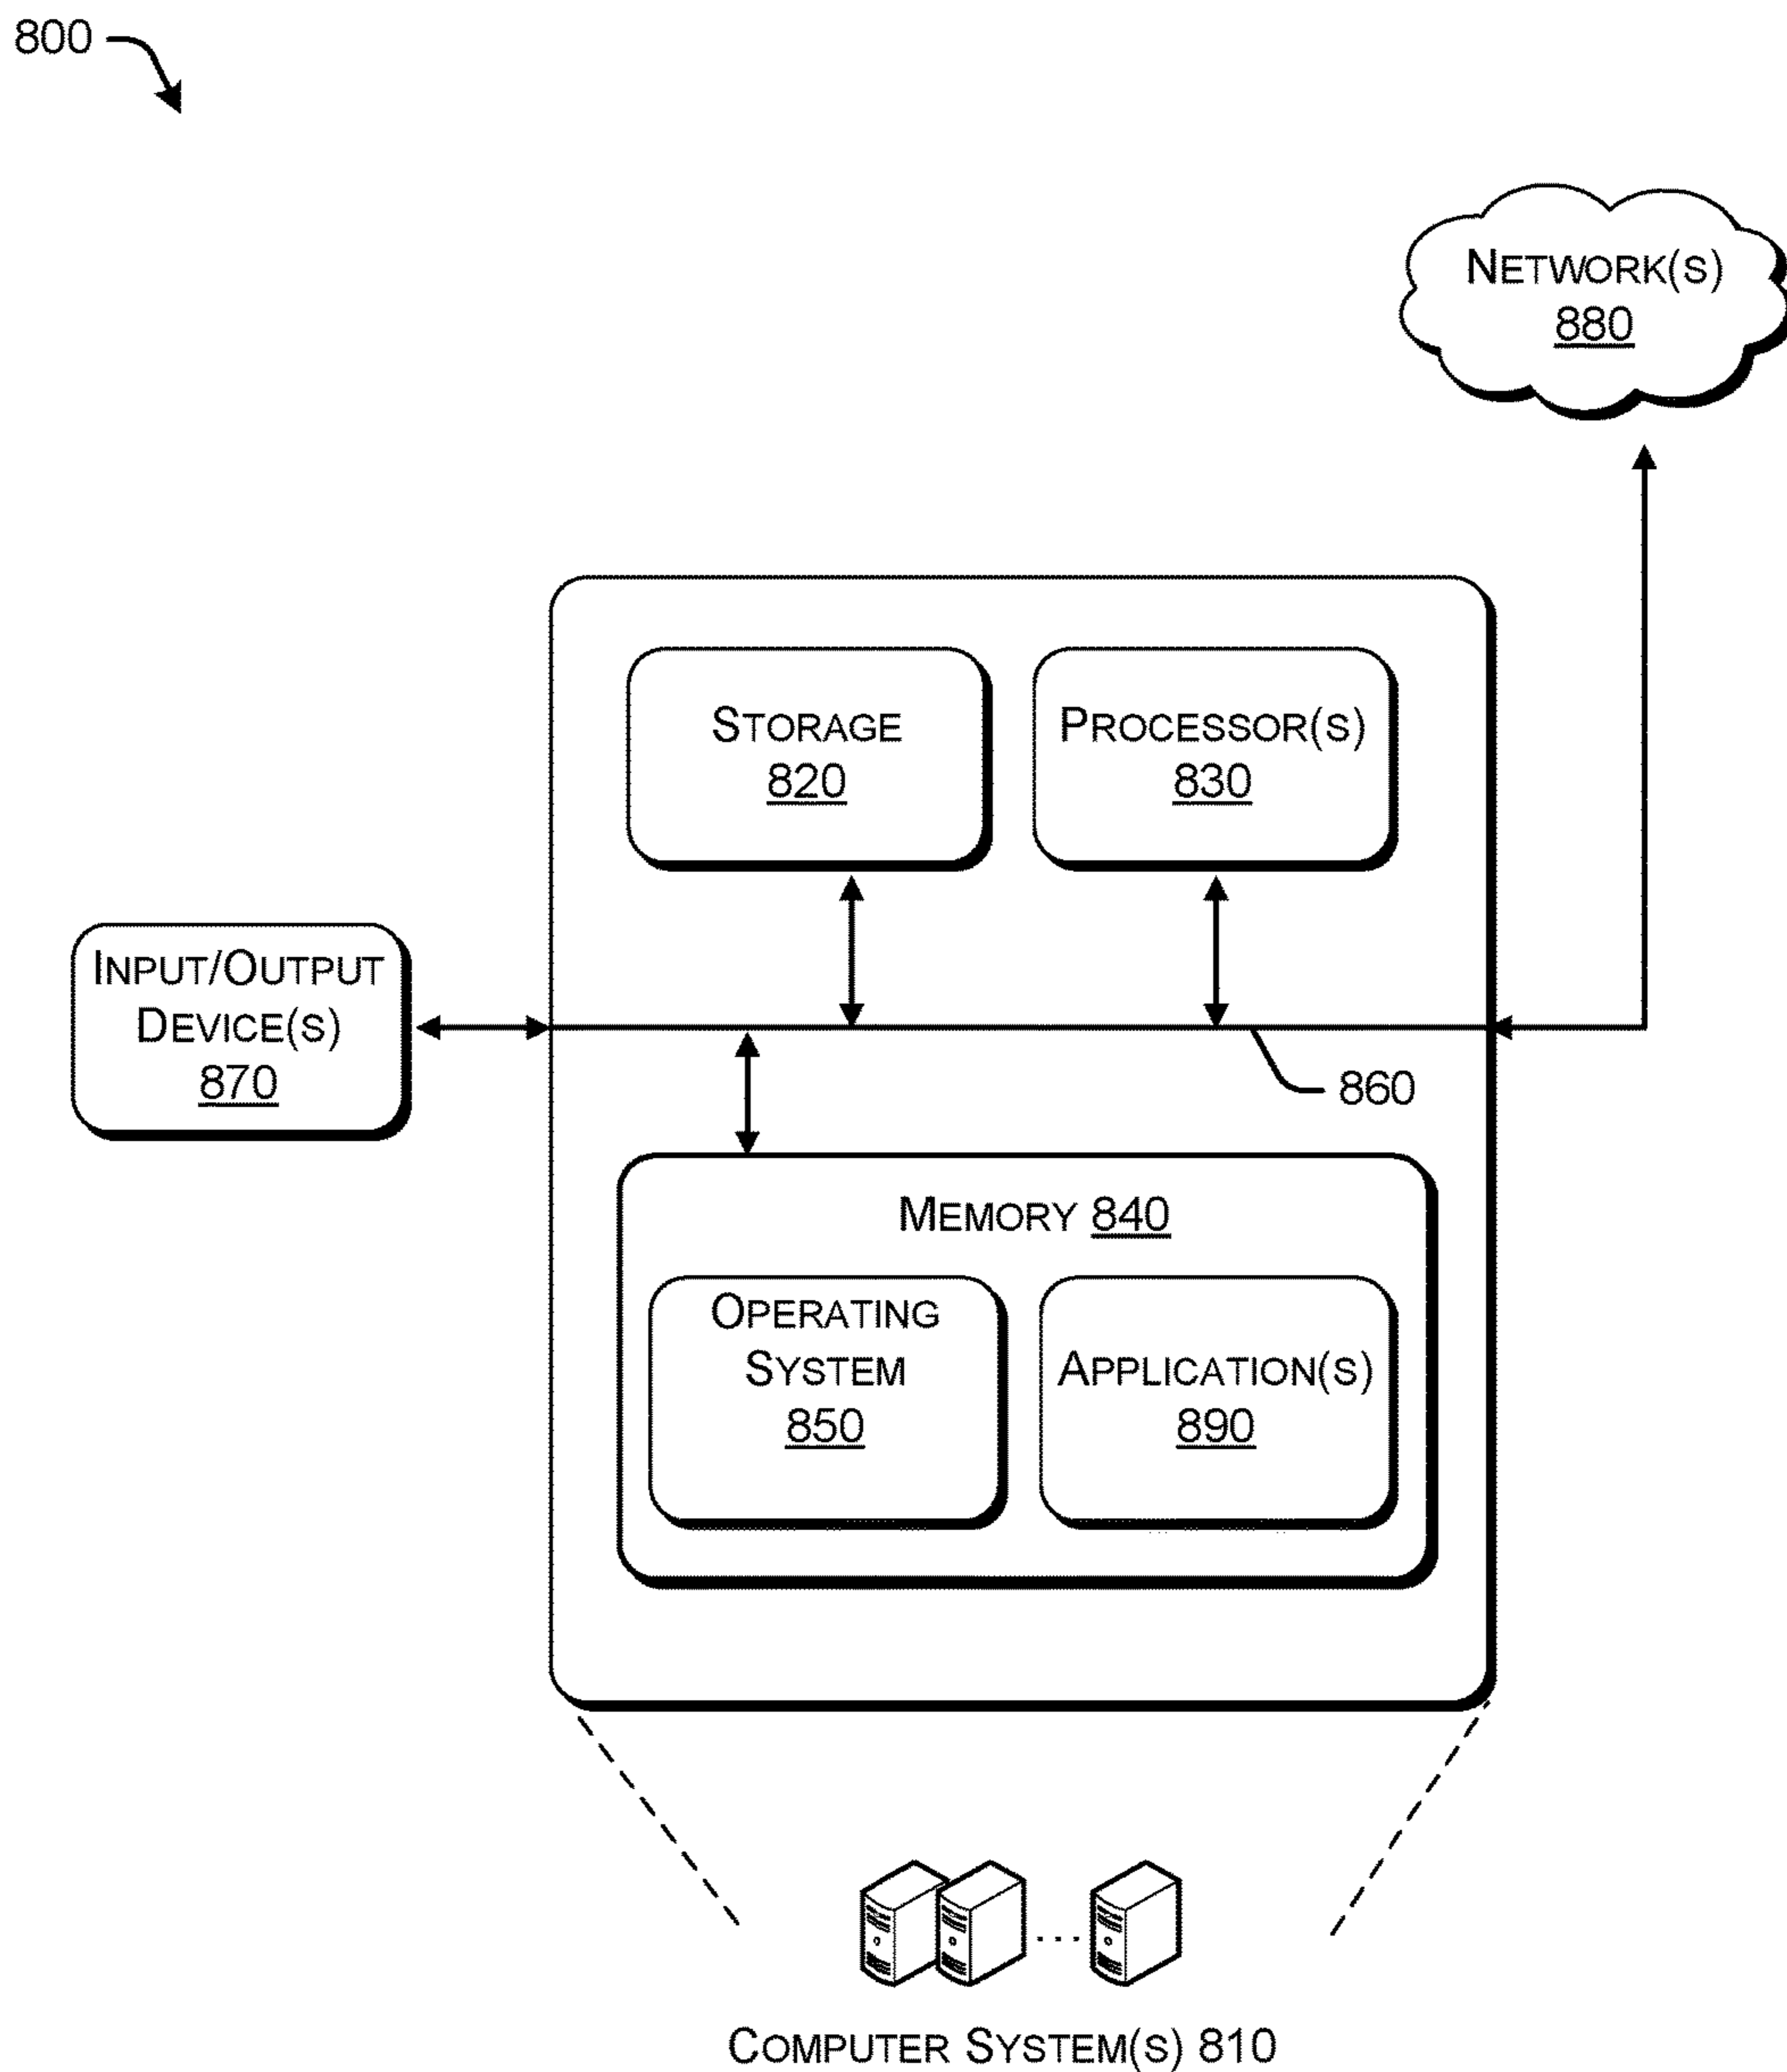 800
NETWORK(S)
880
STORAGE
820
PROCESSOR(S)
830
INPUT/OUTPUT
DEVICE(S)
870
860
MEMORY 840
OPERATING
SYSTEM
850
APPLICATION(S)
890
...
COMPUTER SYSTEM(S) 810